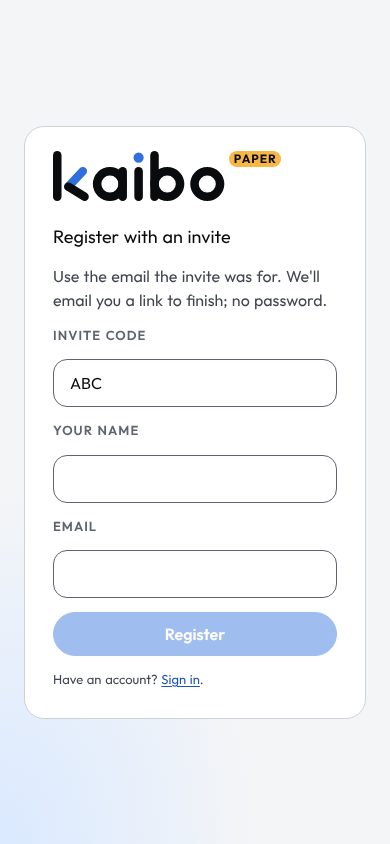 kaibo PAPER
Register with an invite
Use the email the invite was for. We'll
email you a link to finish; no password.
INVITE CODE
ABC
YOUR NAME
EMAIL
Register
Have an account? Sign in.